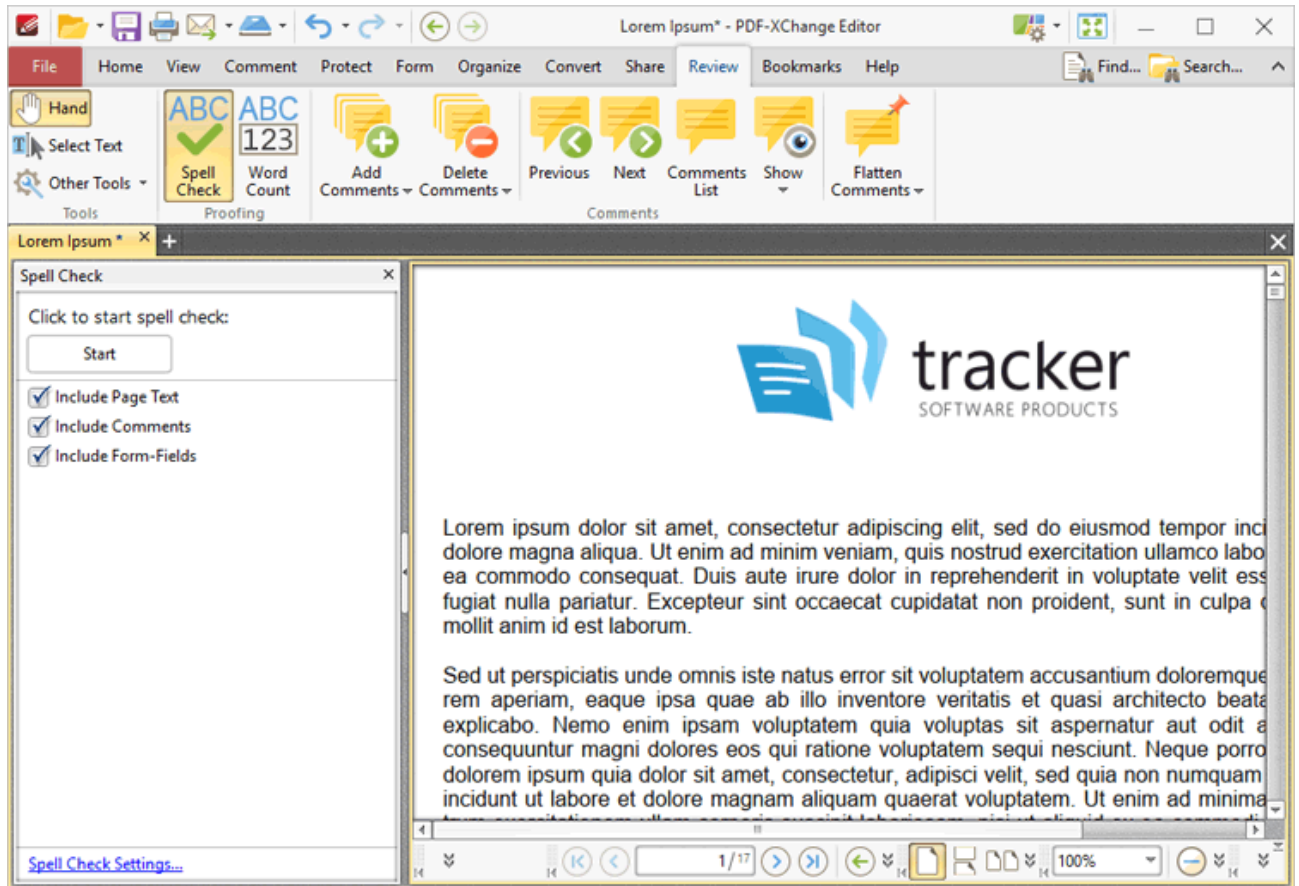 Lorem Ipsum* - PDF-XChange Editor
File Home View Comment Protect Form Organize Convert Share Review Bookmarks Help Find... Search...
Hand
Select Text
Other Tools
Tools
ABC
Spell Check
ABC 123
Word Count
Proofing
Add Comments
Delete Comments
Previous
Next
Comments List
Show
Flatten Comments
Comments
Lorem Ipsum *
Spell Check
Click to start spell check:
Start
Include Page Text
Include Comments
Include Form-Fields
Spell Check Settings...
tracker
SOFTWARE PRODUCTS
Lorem ipsum dolor sit amet, consectetur adipiscing elit, sed do eiusmod tempor inci
dolore magna aliqua. Ut enim ad minim veniam, quis nostrud exercitation ullamco labo
ea commodo consequat. Duis aute irure dolor in reprehenderit in voluptate velit ess
fugiat nulla pariatur. Excepteur sint occaecat cupidatat non proident, sunt in culpa
mollit anim id est laborum.
Sed ut perspiciatis unde omnis iste natus error sit voluptatem accusantium doloremque
rem aperiam, eaque ipsa quae ab illo inventore veritatis et quasi architecto beata
explicabo. Nemo enim ipsam voluptatem quia voluptas sit aspernatur aut odit a
consequuntur magni dolores eos qui ratione voluptatem sequi nesciunt. Neque porro
dolorem ipsum quia dolor sit amet, consectetur, adipisci velit, sed quia non numquam
incidunt ut labore et dolore magnam aliquam quaerat voluptatem. Ut enim ad minima
1/17
100%